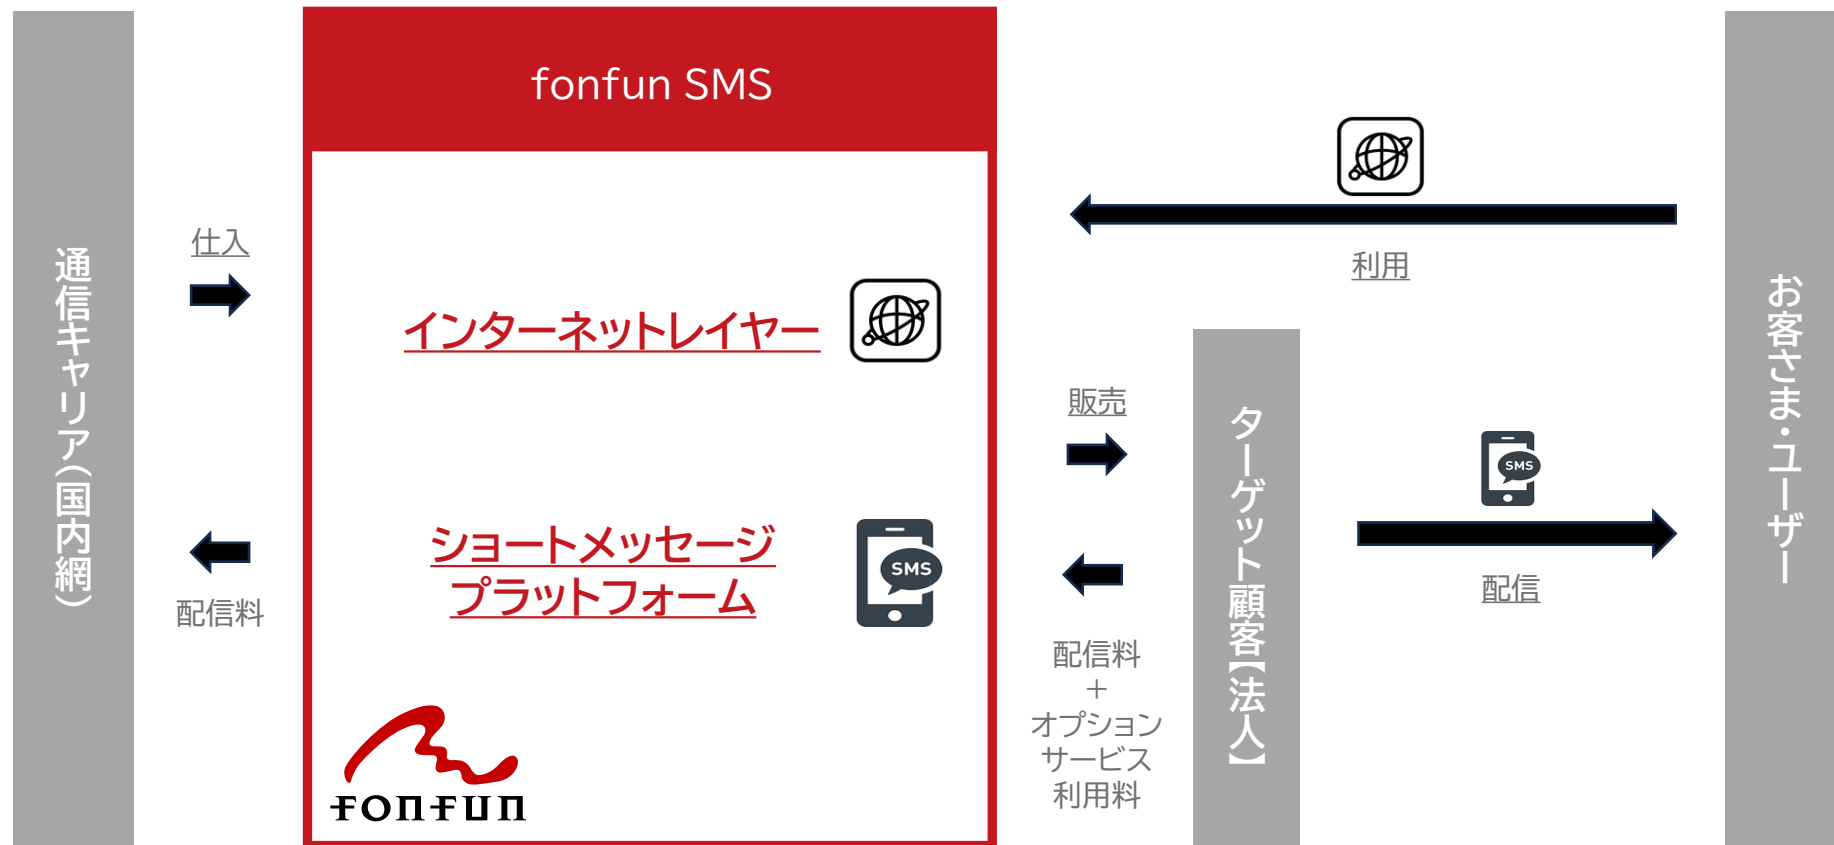 通信キャリア(国内網)
仕入
配信料
fonfun SMS
インターネットレイヤー
ショートメッセージ
プラットフォーム
SMS
FONFUN
利用
販売
配信料
+
オプション
サービス
利用料
ターゲット顧客【法人】
SMS
配信
お客さま・ユーザー